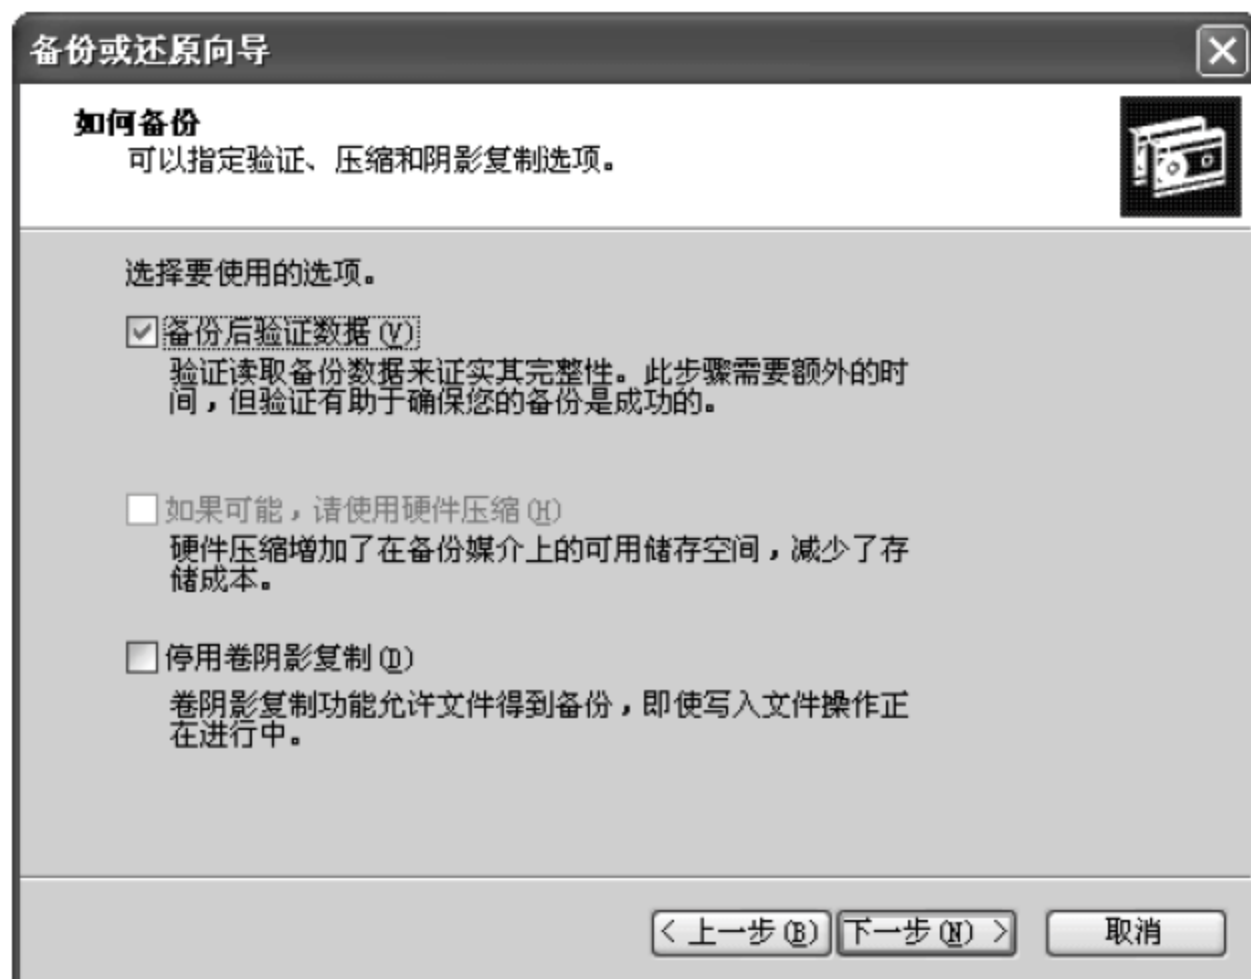 备份或还原向导
如何备份
可以指定验证、压缩和阴影复制选项。
选择要使用的选项。
备份后验证数据(V)
验证读取备份数据来证实其完整性。此步骤需要额外的时
间，但验证有助于确保您的备份是成功的。
如果可能，请使用硬件压缩(H)
硬件压缩增加了在备份媒介上的可用储存空间，减少了存
储成本。
停用卷阴影复制(D)
卷阴影复制功能允许文件得到备份，即使写入文件操作正
在进行中。
< 上一步(B) 下一步(N) > 取消